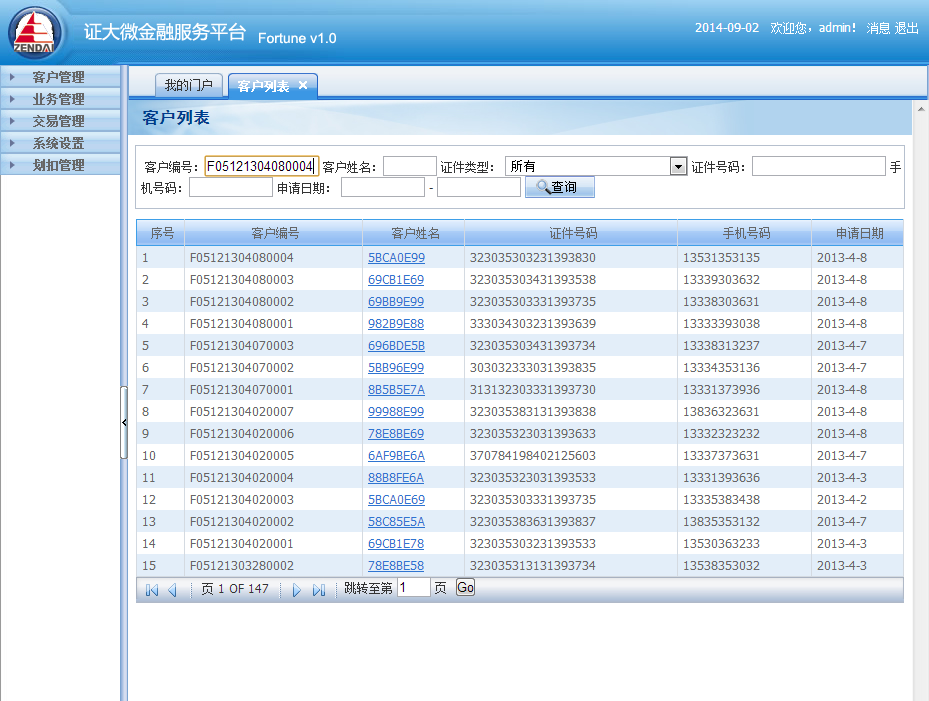 ZENDAI
证大微金融服务平台 Fortune v1.0
2014-09-02 欢迎您，admin! 消息 退出
客户管理
业务管理
交易管理
系统设置
划扣管理
我的门户 客户列表 ×
客户列表
客户编号: F05121304080004 客户姓名: 证件类型: 所有 证件号码: 手
机号码: 申请日期: - 查询
序号 客户编号 客户姓名 证件号码 手机号码 申请日期
1 F05121304080004 5BCA0E99 323035303231393830 13531353135 2013-4-8
2 F05121304080003 69CB1E69 323035303431393538 13339303632 2013-4-8
3 F05121304080002 69BB9E99 323035303331393735 13338303631 2013-4-8
4 F05121304080001 982B9E88 333034303231393639 13333393038 2013-4-8
5 F05121304070003 696BDE5B 323035303431393734 13338313237 2013-4-7
6 F05121304070002 5BB96E99 303032333031393835 13334353136 2013-4-7
7 F05121304070001 8B5B5E7A 313132303331393730 13331373936 2013-4-8
8 F05121304020007 99988E99 323035383131393838 13836323631 2013-4-8
9 F05121304020006 78E8BE69 323035323031393633 13332323232 2013-4-8
10 F05121304020005 6AF9BE6A 370784198402125603 13337373631 2013-4-7
11 F05121304020004 88B8FE6A 323035323031393533 13331393636 2013-4-3
12 F05121304020003 5BCA0E69 323035303331393735 13335383438 2013-4-2
13 F05121304020002 58C85E5A 323035383631393837 13835353132 2013-4-7
14 F05121304020001 69CB1E78 323035303231393533 13530363233 2013-4-3
15 F05121303280002 78E8BE58 323035313131393734 13538353032 2013-4-3
页 1 OF 147 跳转至第 1 页 Go